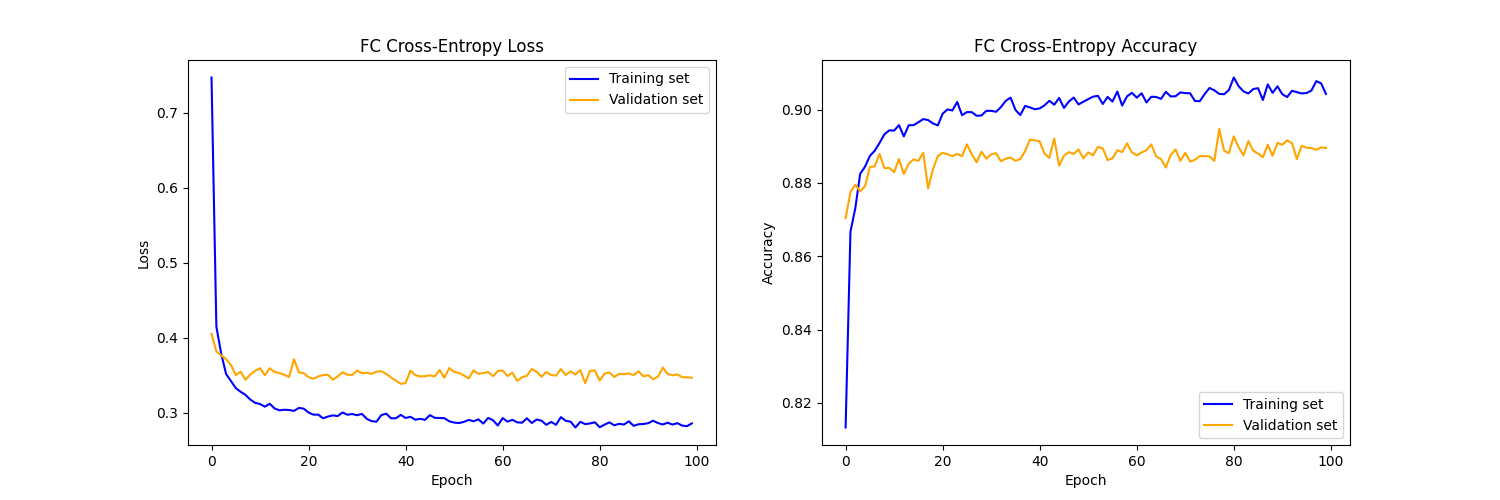 FC Cross-Entropy Loss
Training set
Validation set
0.7
0.6
0.5
0.4
0.3
Loss
0 20 40 60 80 100
Epoch
FC Cross-Entropy Accuracy
0.90
0.88
0.86
0.84
0.82
Accuracy
Training set
Validation set
0 20 40 60 80 100
Epoch